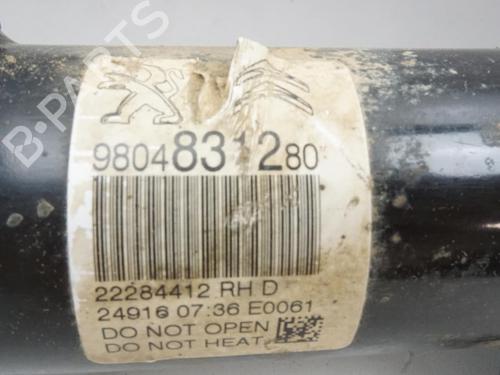 B-PARTS
9804831280
22284412 RH D
24916 07:36 E0061
DO NOT OPEN
DO NOT HEAT